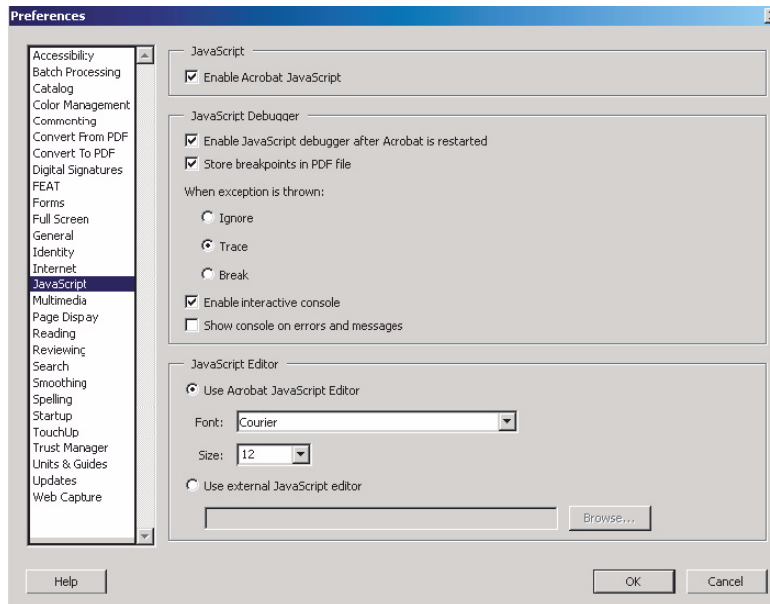 Preferences
Accessibility
Batch Processing
Catalog
Color Management
Commenting
Convert From PDF
Convert To PDF
Digital Signatures
FEAT
Forms
Full Screen
General
Identity
Internet
JavaScript
Multimedia
Page Display
Reading
Reviewing
Search
Smoothing
Spelling
Startup
TouchUp
Trust Manager
Units & Guides
Updates
Web Capture
JavaScript
Enable Acrobat JavaScript
JavaScript Debugger
Enable JavaScript debugger after Acrobat is restarted
Store breakpoints in PDF file
When exception is thrown:
Ignore
Trace
Break
Enable interactive console
Show console on errors and messages
JavaScript Editor
Use Acrobat JavaScript Editor
Font: Courier
Size: 12
Use external JavaScript editor
Browse...
Help OK Cancel